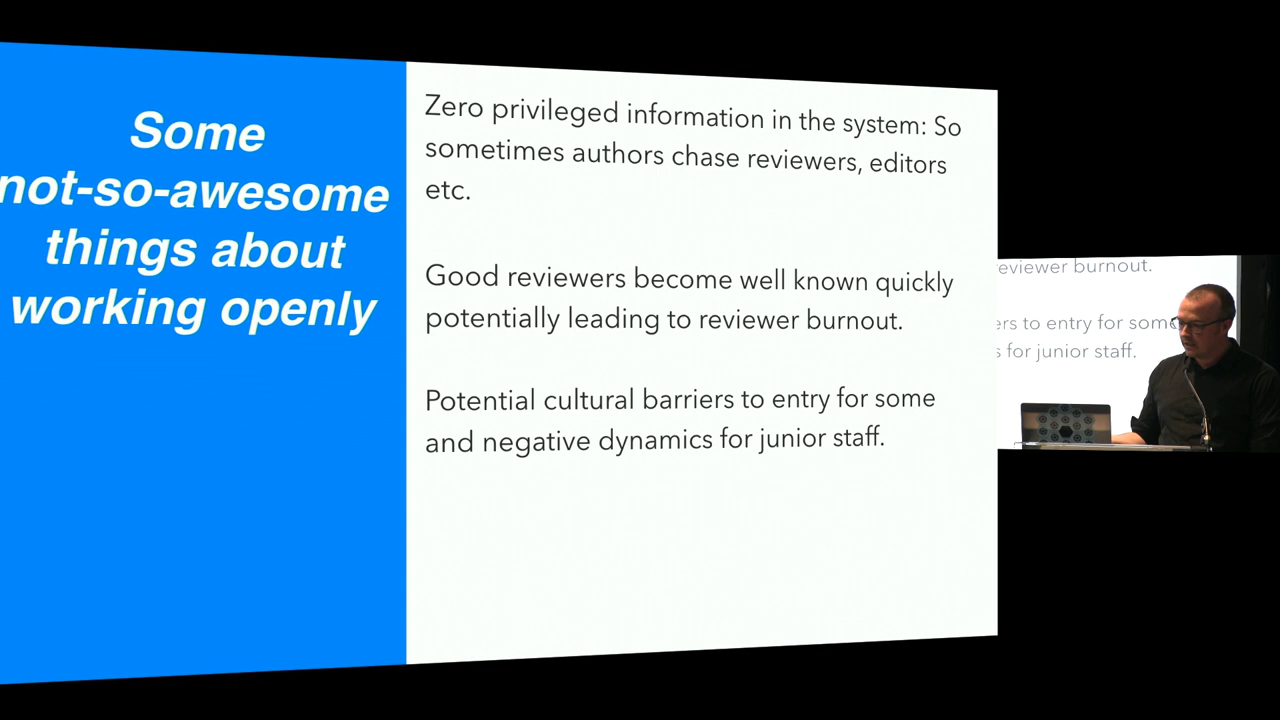 Some
not-so-awesome
things about
working openly
Zero privileged information in the system: So
sometimes authors chase reviewers, editors
etc.
Good reviewers become well known quickly
potentially leading to reviewer burnout.
Potential cultural barriers to entry for some
and negative dynamics for junior staff.
reviewer burnout.
ers to entry for some
s for junior staff.